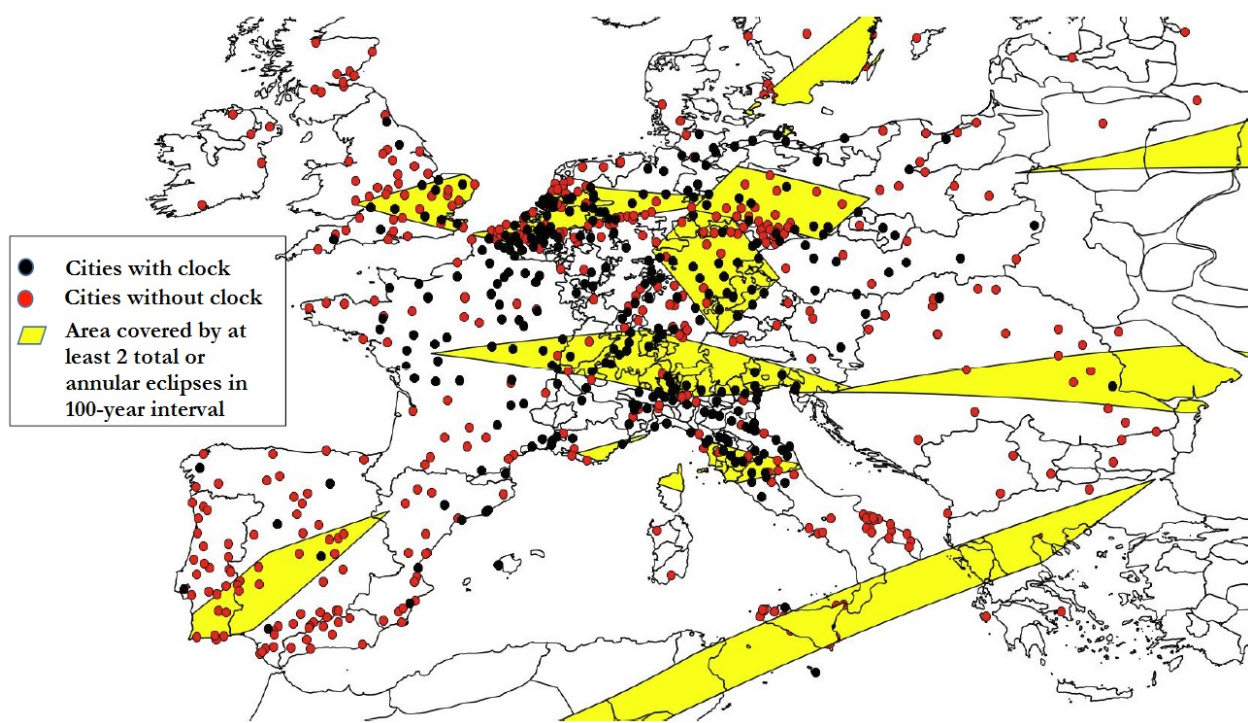 Cities with clock
Cities without clock
Area covered by at
least 2 total or
annular eclipses in
100-year interval